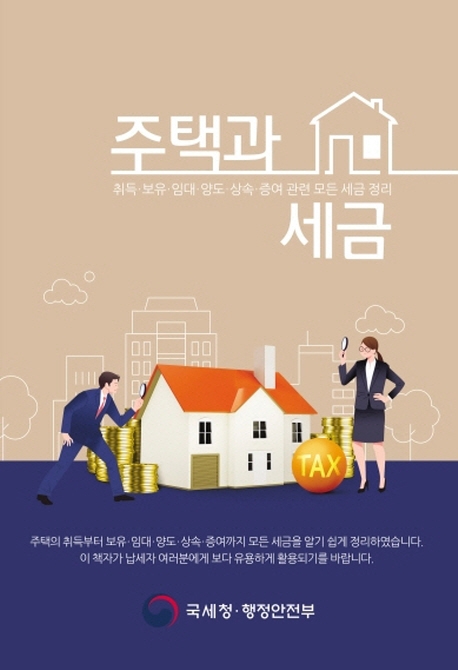 주택과
취득·보유·임대·양도·상속·증여 관련 모든 세금 정리
세금
TAX
주택의 취득부터 보유·임대·양도·상속·증여까지 모든 세금을 알기 쉽게 정리하였습니다.
이 책자가 납세자 여러분에게 보다 유용하게 활용되기를 바랍니다.
국세청·행정안전부